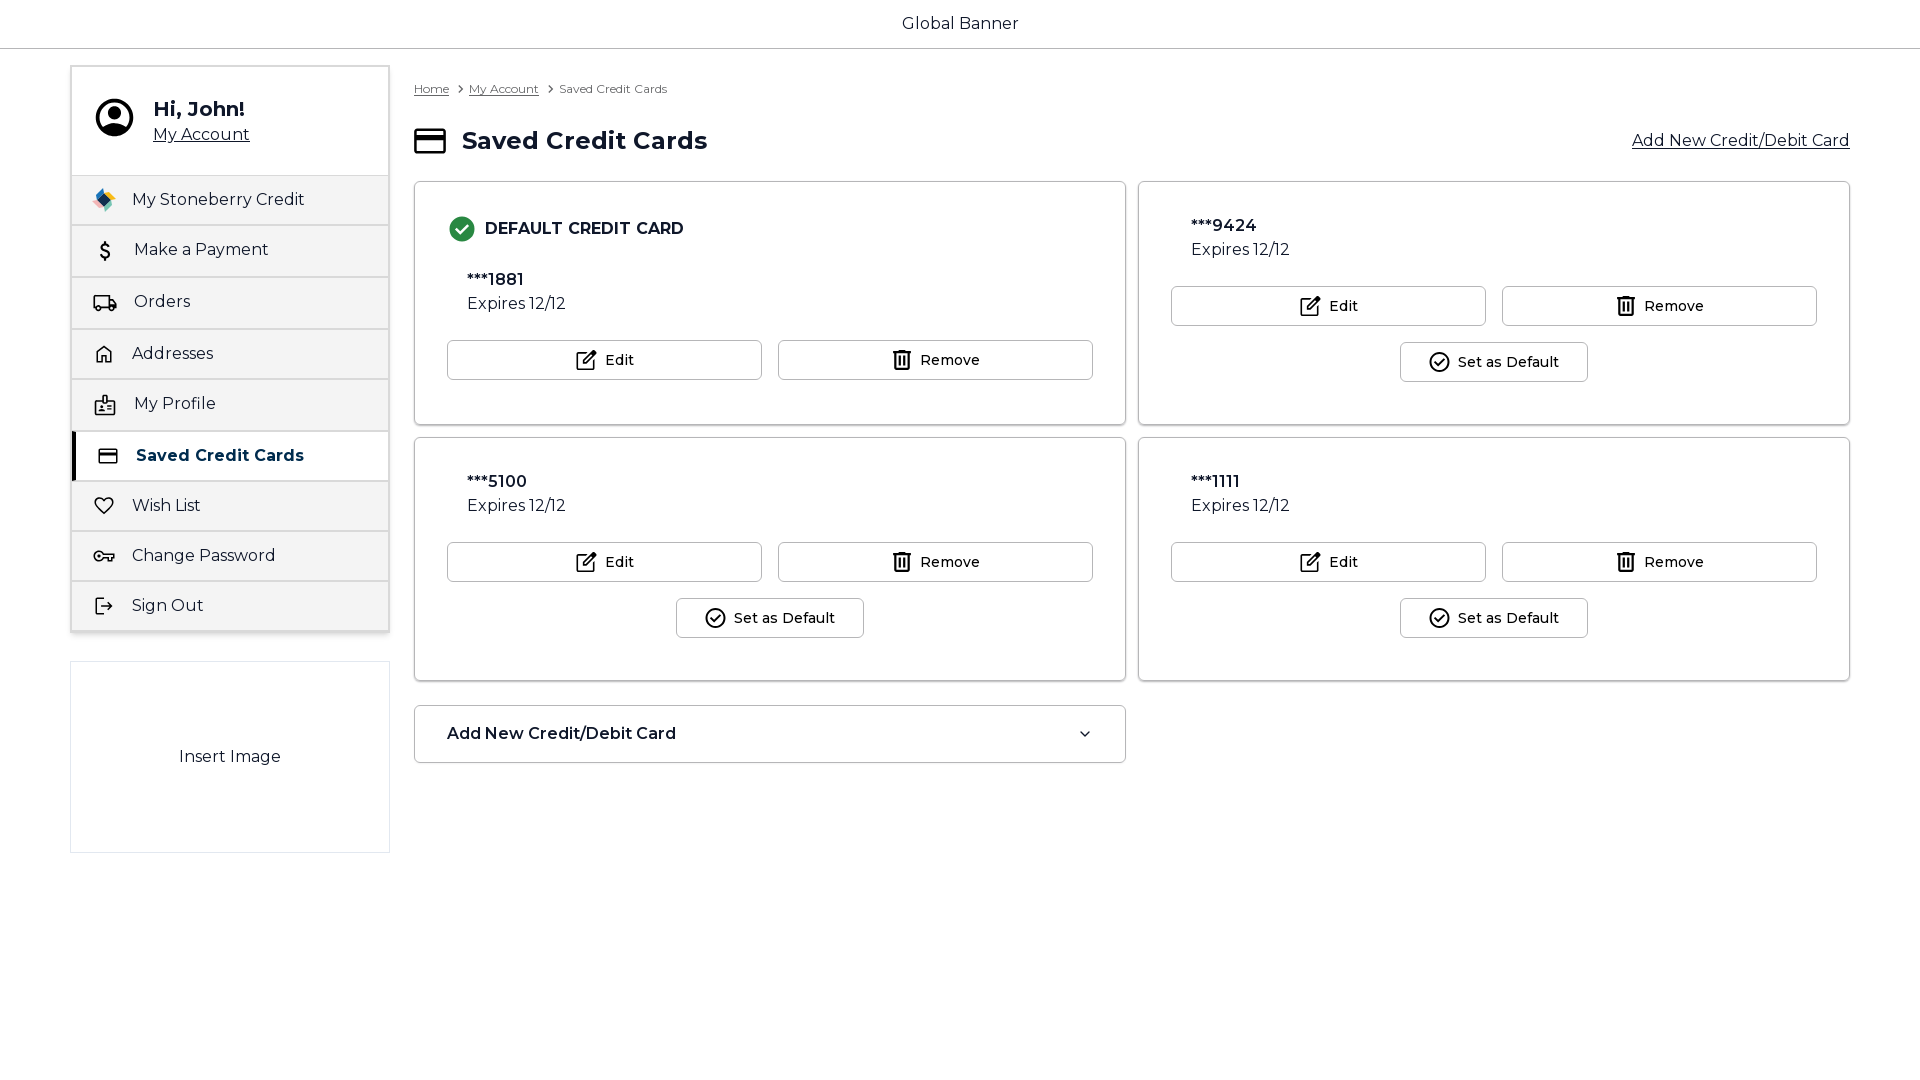 Global Banner
Hi, John!
My Account
My Stoneberry Credit
Make a Payment
Orders
Addresses
My Profile
Saved Credit Cards
Wish List
Change Password
Sign Out
Insert Image
Home > My Account > Saved Credit Cards
Saved Credit Cards
Add New Credit/Debit Card
DEFAULT CREDIT CARD
***1881
Expires 12/12
Edit
Remove
***9424
Expires 12/12
Edit
Remove
Set as Default
***5100
Expires 12/12
Edit
Remove
Set as Default
***1111
Expires 12/12
Edit
Remove
Set as Default
Add New Credit/Debit Card